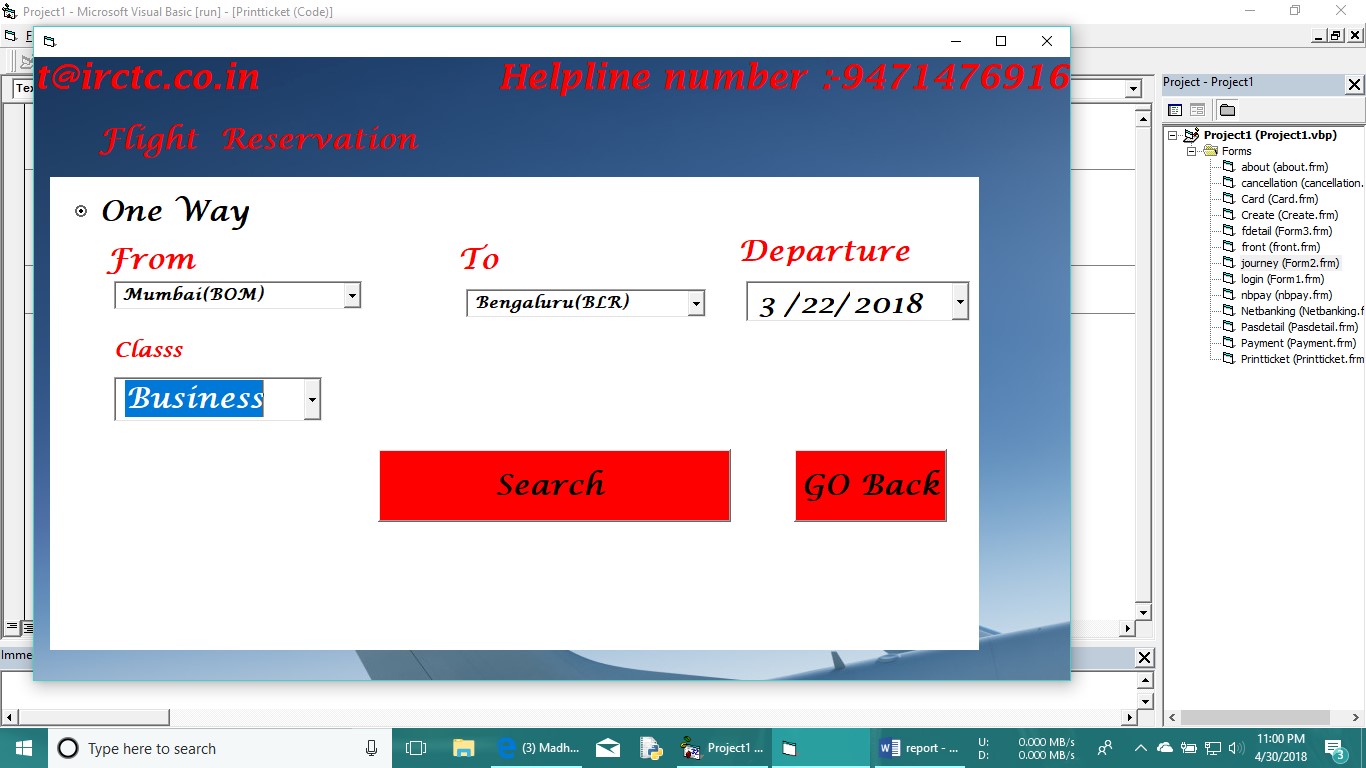 Project1 - Microsoft Visual Basic [run] - [Printticket (Code)]
t@irctc.co.in Helpline number :-9471476916
Flight Reservation
One Way
From To Departure
Mumbai(BOM) Bengaluru(BLR) 3 /22/ 2018
Classs
Business
Search GO Back
Imme
Project - Project1
Project1 (Project1.vbp)
Forms
about (about.frm)
cancellation (cancellation.
Card (Card.frm)
Create (Create.frm)
fdetail (Form3.frm)
front (front.frm)
journey (Form2.frm)
login (Form1.frm)
nbpay (nbpay.frm)
Netbanking (Netbanking.f
Pasdetail (Pasdetail.frm)
Payment (Payment.frm)
Printticket (Printticket.frm
Type here to search
(3) Madh...
Project1 ...
report - ...
U: 0.000 MB/s
D: 0.000 MB/s
11:00 PM
4/30/2018
3